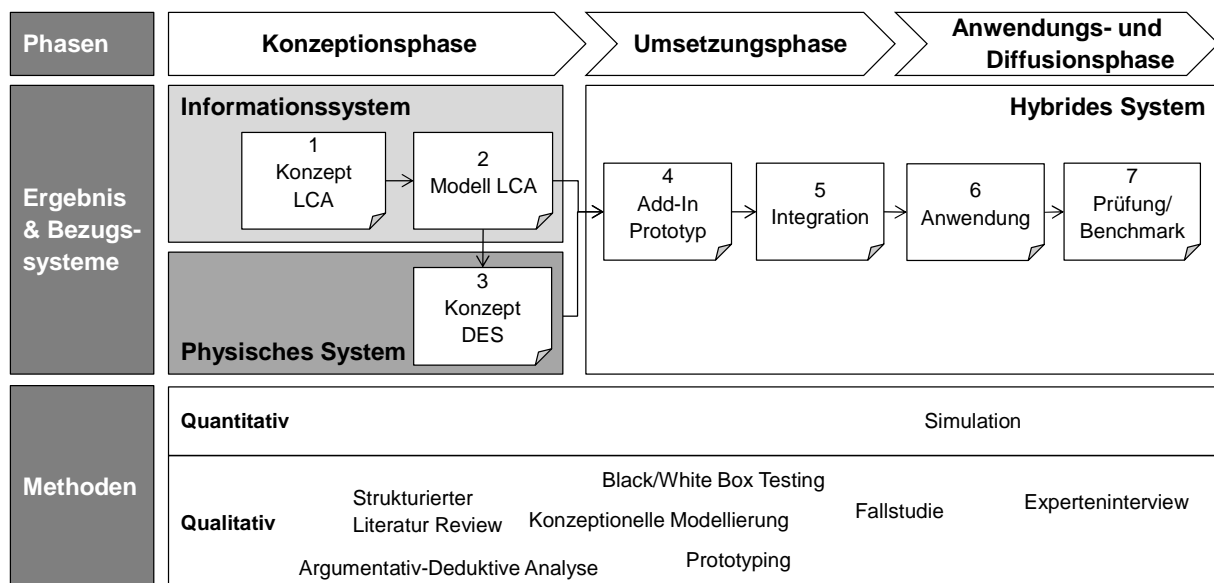 Phasen
Konzeptionsphase
Umsetzungsphase
Anwendungs- und
Diffusionsphase
Ergebnis
& Bezugs-
systeme
Informationssystem
1
Konzept
LCA
2
Modell LCA
3
Konzept
DES
Physisches System
Hybrides System
4
Add-In
Prototyp
5
Integration
6
Anwendung
7
Prüfung/
Benchmark
Methoden
Quantitativ
Simulation
Qualitativ
Strukturierter
Literatur Review
Argumentativ-Deduktive Analyse
Black/White Box Testing
Konzeptionelle Modellierung
Prototyping
Fallstudie
Experteninterview